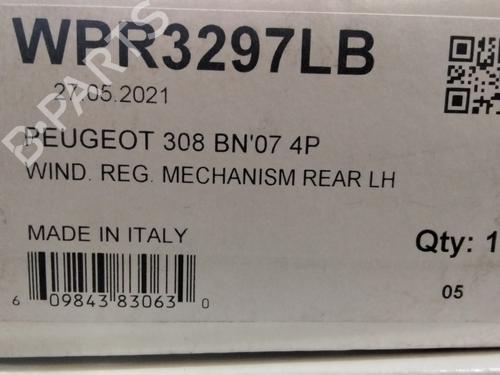 WPR3297LB
27.05.2021
B-PARTS
PEUGEOT 308 BN'07 4P
WIND. REG. MECHANISM REAR LH
MADE IN ITALY
Qty: 1
6 09843 83063 0
05